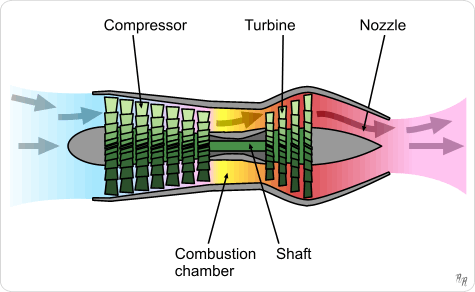 Compressor
Turbine
Nozzle
Combustion
chamber
Shaft